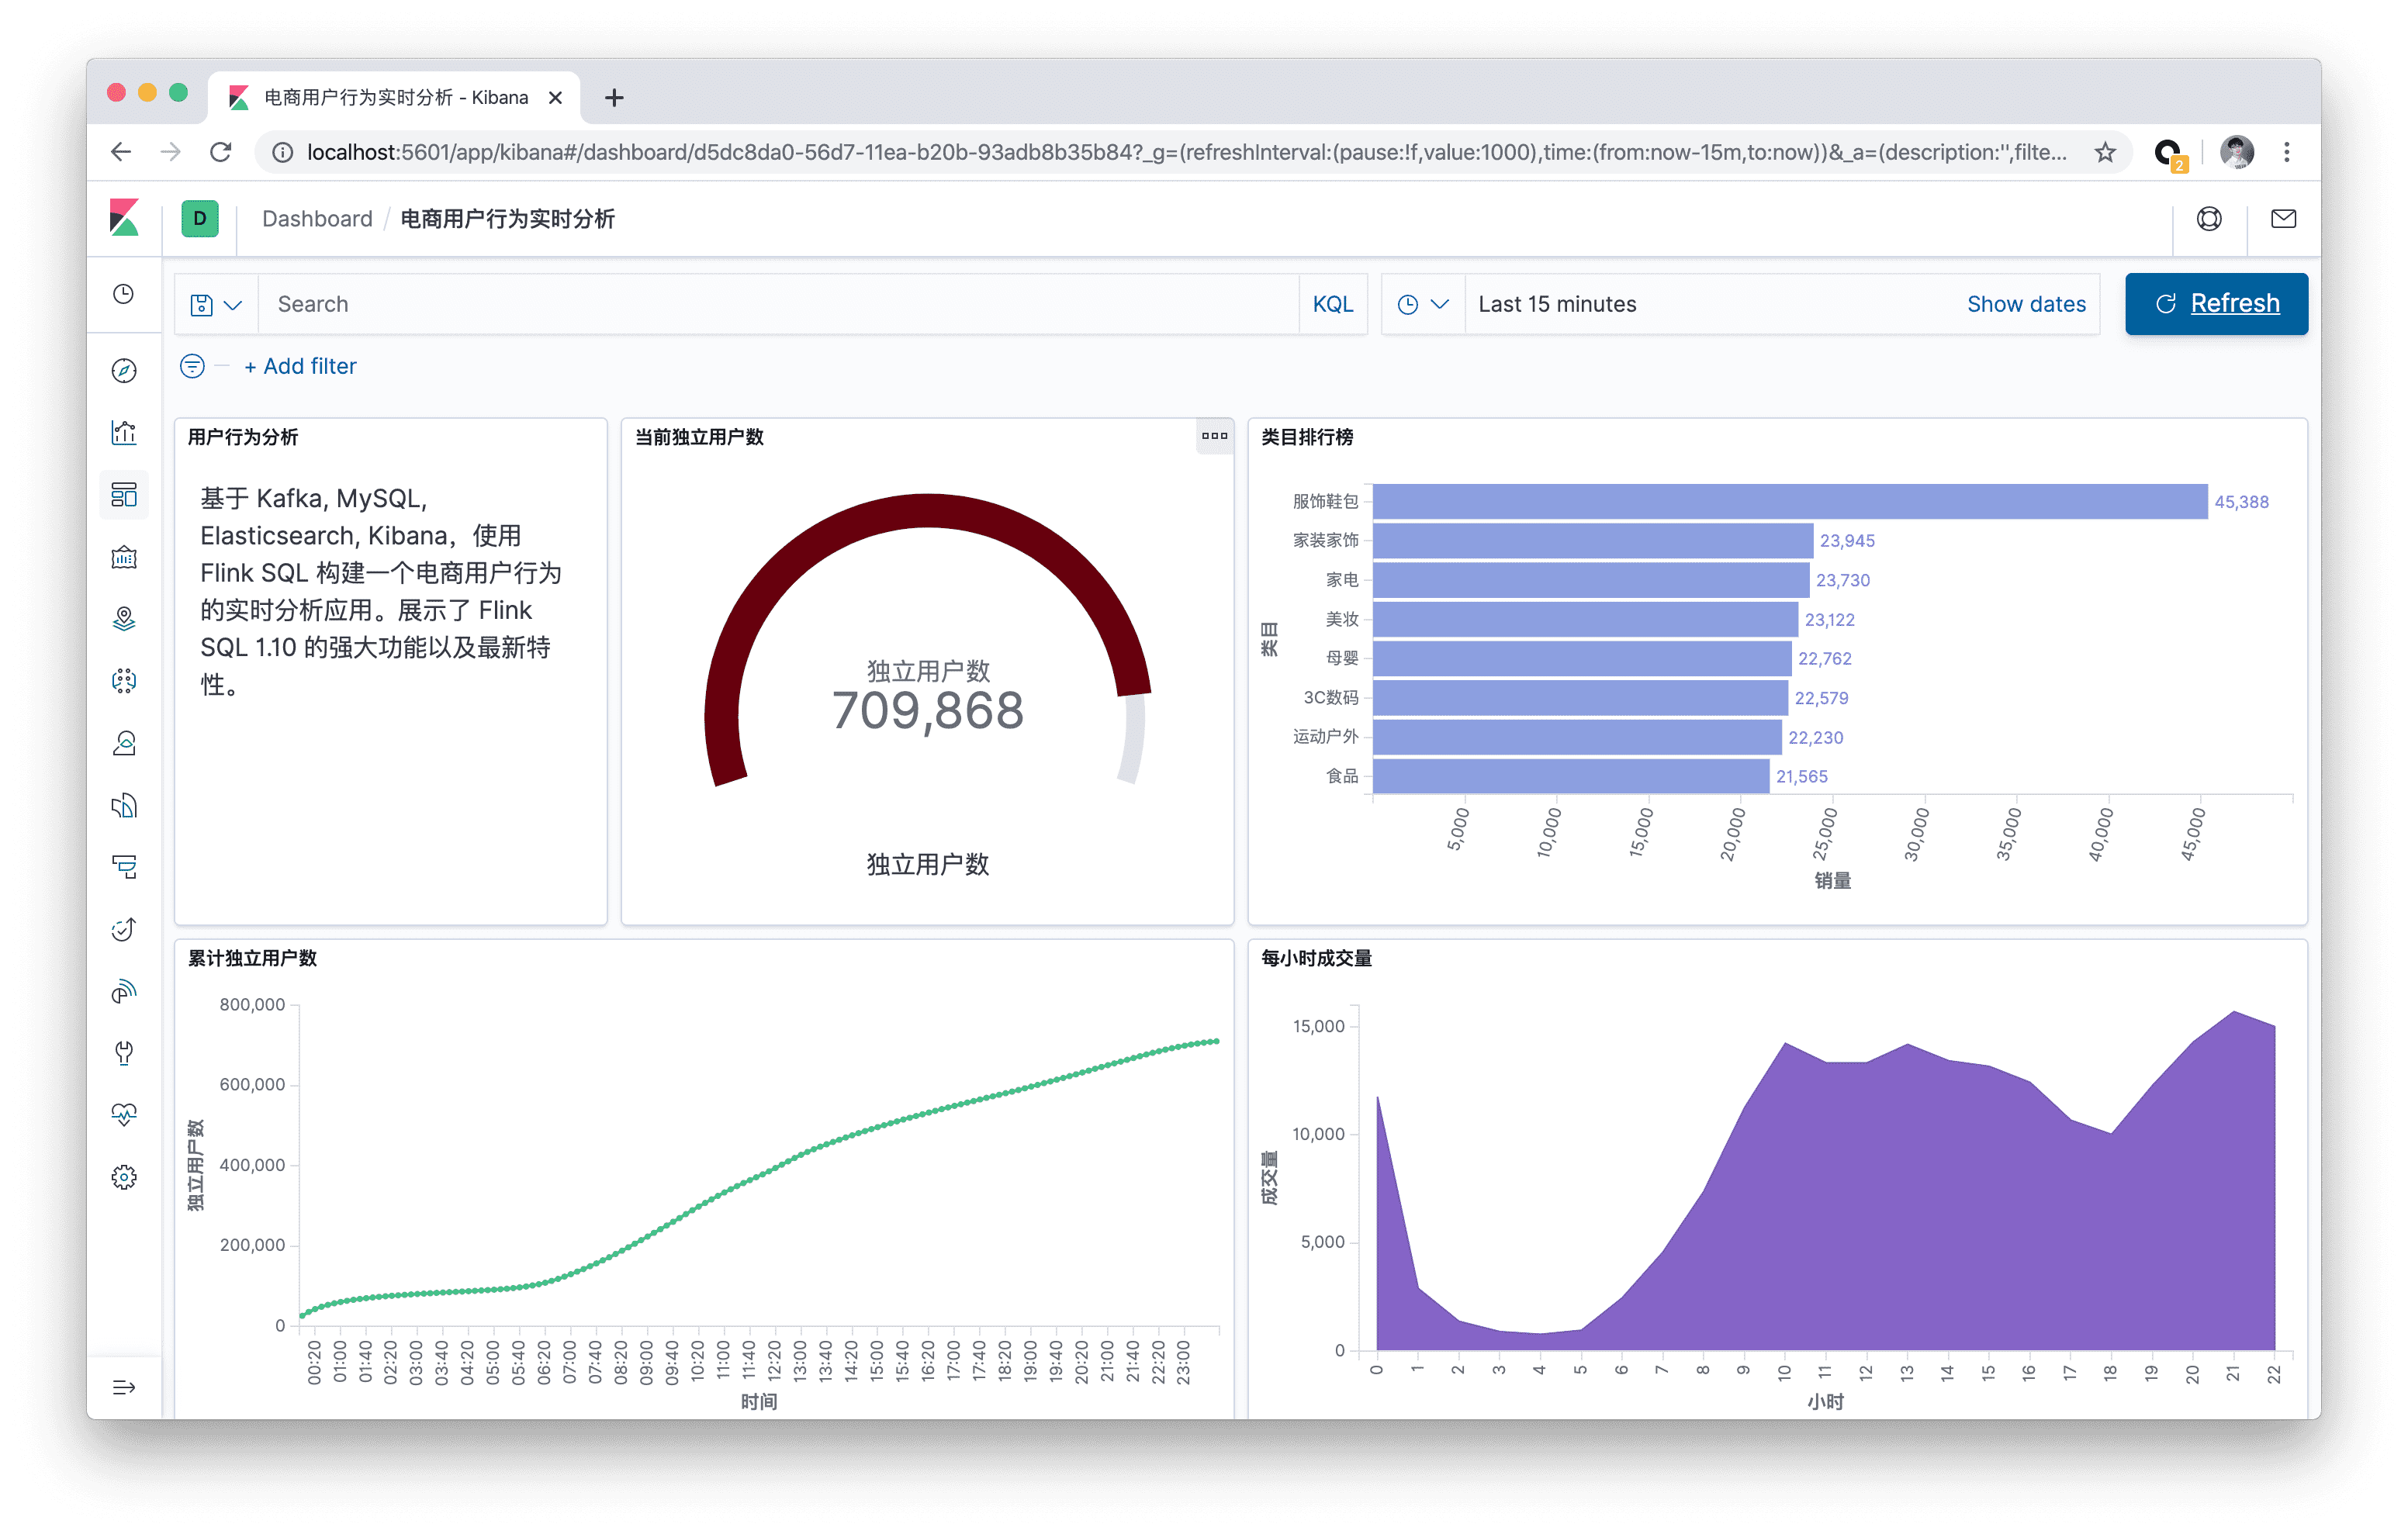 电商用户行为实时分析 - Kibana
localhost:5601/app/kibana#/dashboard/d5dc8da0-56d7-11ea-b20b-93adb8b35b84?_g=(refreshInterval:(pause:!f,value:1000),time:(from:now-15m,to:now))&_a=(description:'',filte...
2
D
Dashboard / 电商用户行为实时分析
Search
KQL
Last 15 minutes
Show dates
Refresh
+ Add filter
用户行为分析
基于 Kafka, MySQL,
Elasticsearch, Kibana，使用
Flink SQL 构建一个电商用户行为
的实时分析应用。展示了 Flink
SQL 1.10 的强大功能以及最新特
性。
当前独立用户数
独立用户数
709,868
独立用户数
类目排行榜
类目
服饰鞋包 45,388
家装家饰 23,945
家电 23,730
美妆 23,122
母婴 22,762
3C数码 22,579
运动户外 22,230
食品 21,565
5,000 10,000 15,000 20,000 25,000 30,000 35,000 40,000 45,000
销量
累计独立用户数
独立用户数
800,000
600,000
400,000
200,000
0
00:20 01:00 01:40 02:20 03:00 03:40 04:20 05:00 05:40 06:20 07:00 07:40 08:20 09:00 09:40 10:20 11:00 11:40 12:20 13:00 13:40 14:20 15:00 15:40 16:20 17:00 17:40 18:20 19:00 19:40 20:20 21:00 21:40 22:20 23:00
时间
每小时成交量
成交量
15,000
10,000
5,000
0
0 1 2 3 4 5 6 7 8 9 10 11 12 13 14 15 16 17 18 19 20 21 22
小时